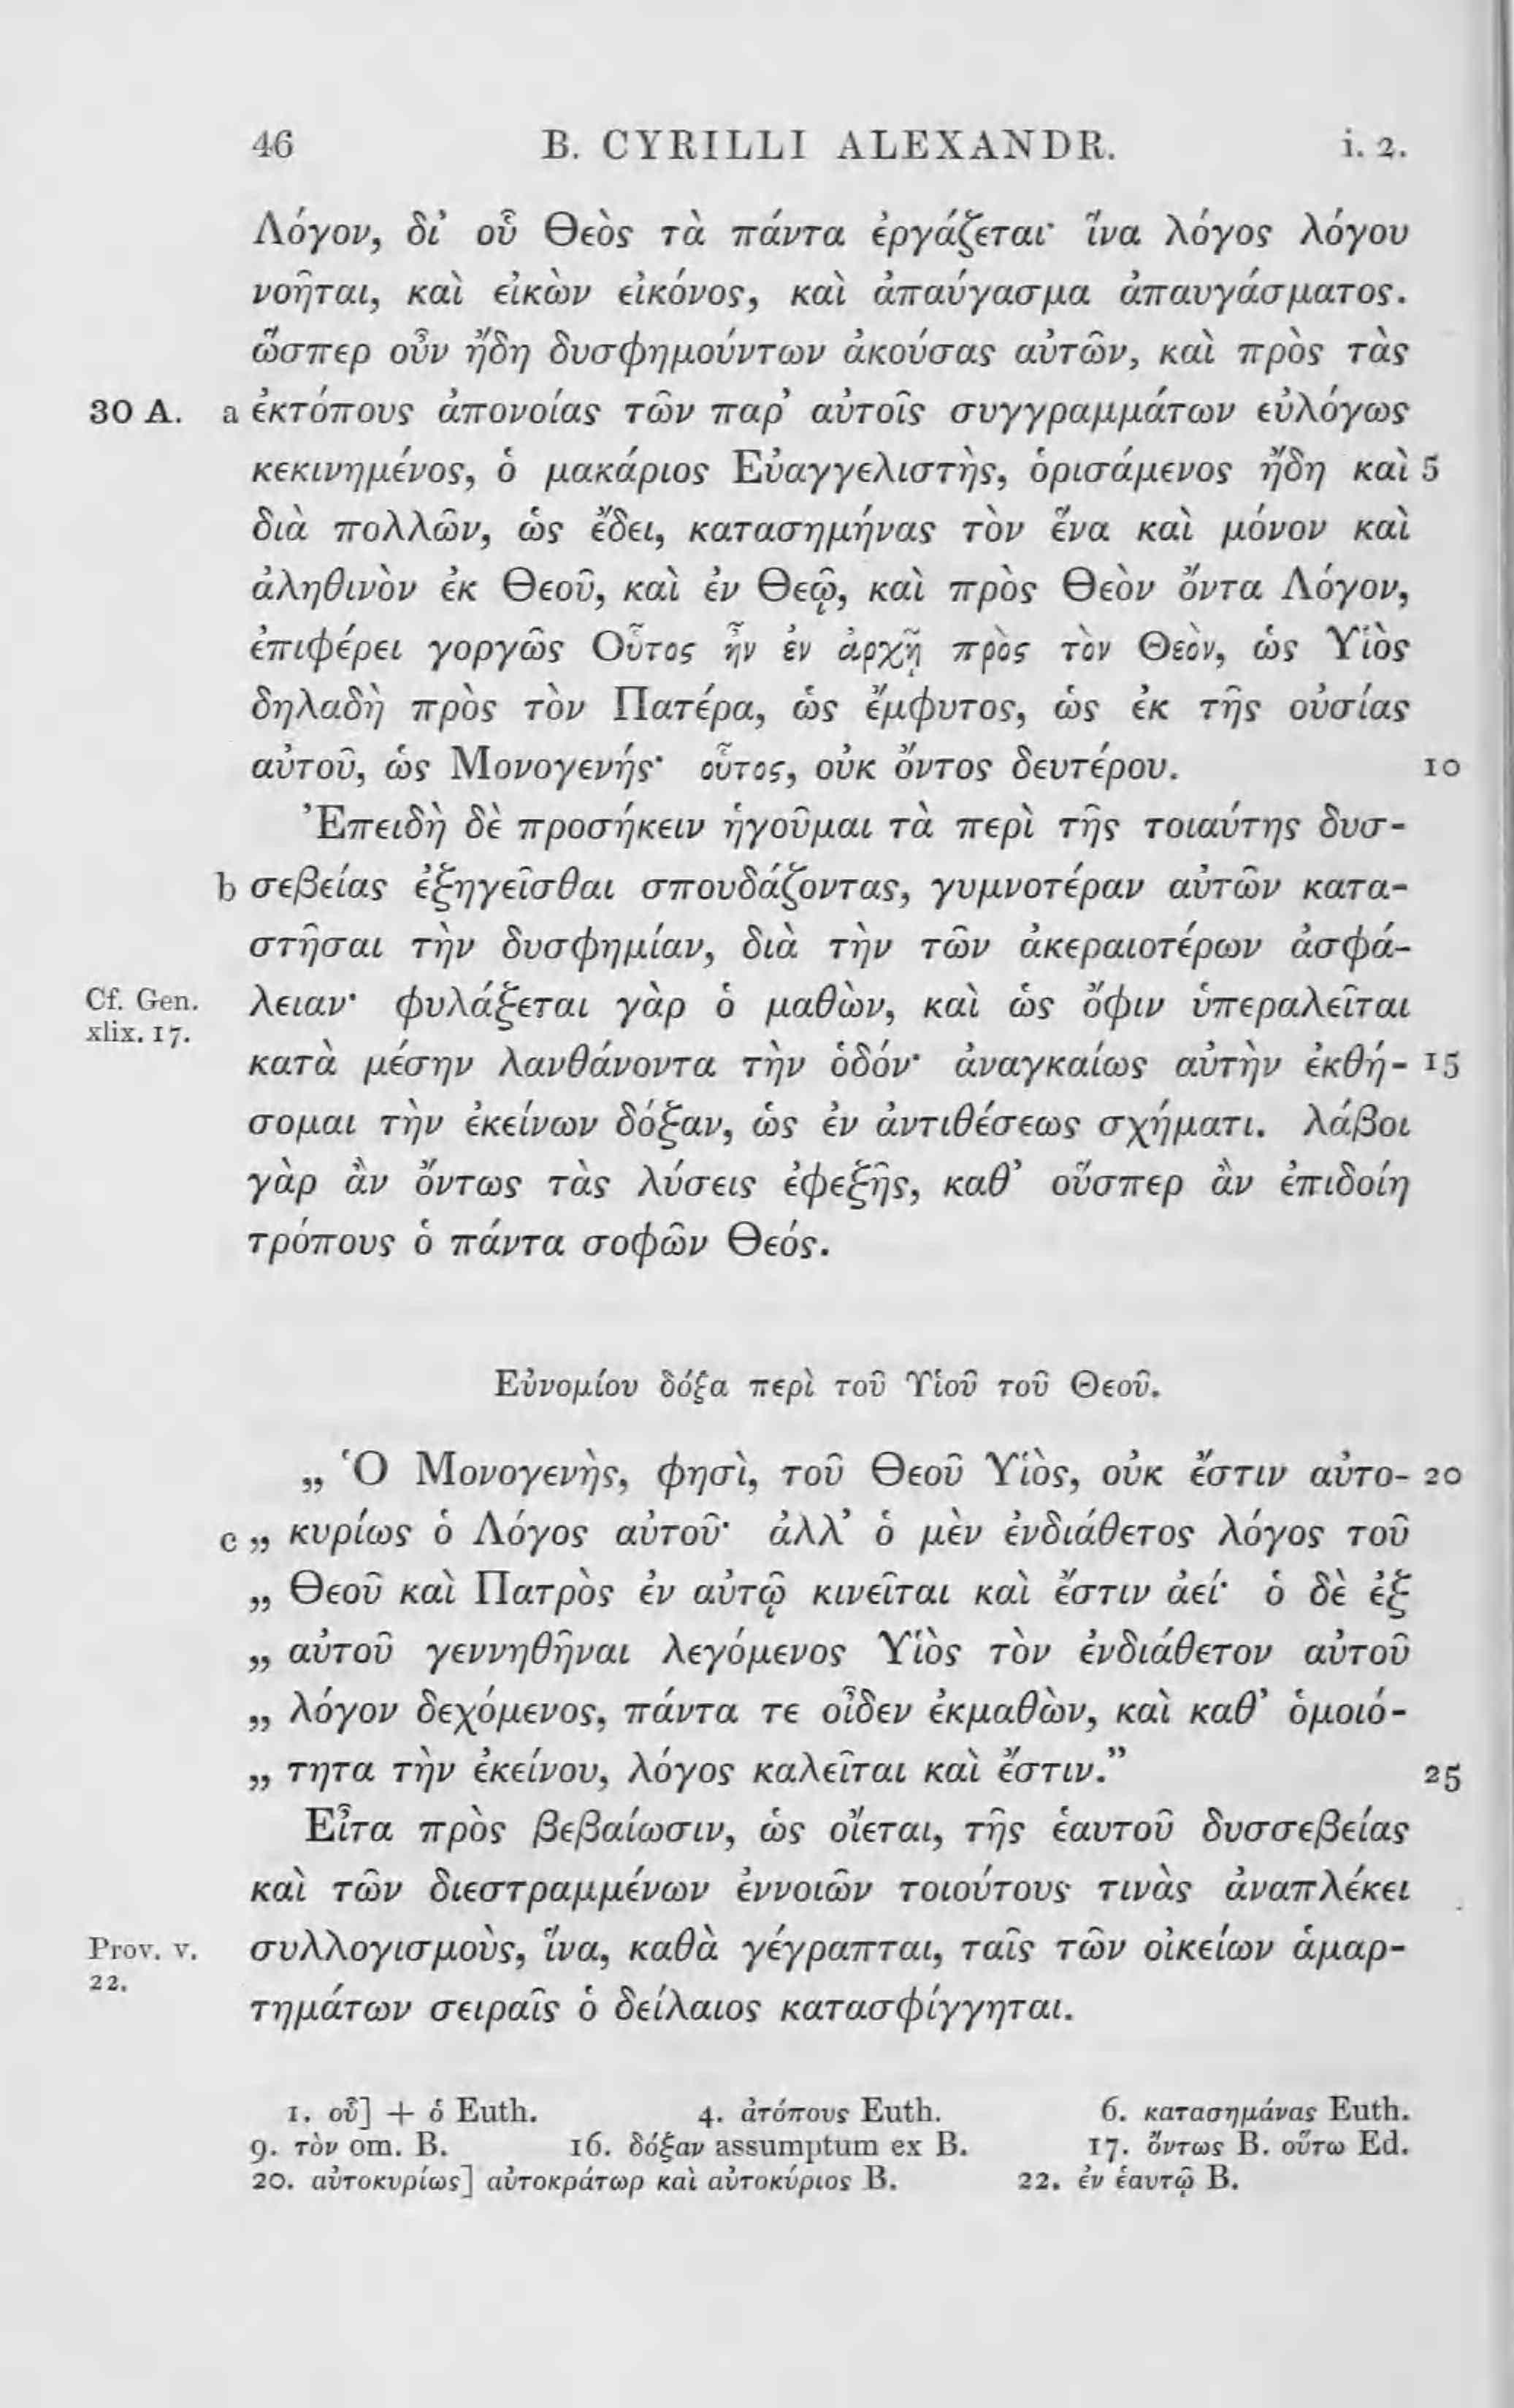 46 B. CYRILLI ALEXANDR. i. 2.
Λόγον, δι’ οὗ Θεὸς τὰ πάντα ἐργάζεται· ἵνα λόγος λόγου
νοῆται, καὶ εἰκὼν εἰκόνος, καὶ ἀπαύγασμα ἀπαυγάσματος.
ὥσπερ οὖν ἤδη δυσφημούντων ἀκούσας αὐτῶν, καὶ πρὸς τὰς
30 A. a ἐκτόπους ἀπονοίας τῶν παρ’ αὐτοῖς συγγραμμάτων εὐλόγως
κεκινημένος, ὁ μακάριος Εὐαγγελιστὴς, ὁρισάμενος ἤδη καὶ 5
διὰ πολλῶν, ὡς ἔδει, κατασημήνας τὸν ἕνα καὶ μόνον καὶ
ἀληθινὸν ἐκ Θεοῦ, καὶ ἐν Θεῷ, καὶ πρὸς Θεὸν ὄντα Λόγον,
ἐπιφέρει γοργῶς Οὗτος ἦν ἐν ἀρχῇ πρὸς τὸν Θεὸν, ὡς Υἱὸς
δηλαδὴ πρὸς τὸν Πατέρα, ὡς ἔμφυτος, ὡς ἐκ τῆς οὐσίας
αὐτοῦ, ὡς Μονογενής· οὗτος, οὐκ ὄντος δευτέρου. 10
Ἐπειδὴ δὲ προσήκειν ἡγοῦμαι τὰ περὶ τῆς τοιαύτης δυσ-
b σεβείας ἐξηγεῖσθαι σπουδάζοντας, γυμνοτέραν αὐτῶν κατα-
στῆσαι τὴν δυσφημίαν, διὰ τὴν τῶν ἀκεραιοτέρων ἀσφά-
Cf. Gen. λειαν· φυλάξεται γὰρ ὁ μαθὼν, καὶ ὡς ὄφιν ὑπεραλεῖται
xlix. 17.
κατὰ μέσην λανθάνοντα τὴν ὁδόν· ἀναγκαίως αὐτὴν ἐκθή- 15
σομαι τὴν ἐκείνων δόξαν, ὡς ἐν ἀντιθέσεως σχήματι. λάβοι
γὰρ ἂν ὄντως τὰς λύσεις ἐφεξῆς, καθ’ οὕσπερ ἂν ἐπιδοίη
τρόπους ὁ πάντα σοφῶν Θεός.
Εὐνομίου δόξα περὶ τοῦ Υἱοῦ τοῦ Θεοῦ.
„ Ὁ Μονογενὴς, φησὶ, τοῦ Θεοῦ Υἱὸς, οὐκ ἔστιν αὐτο- 20
c „ κυρίως ὁ Λόγος αὐτοῦ· ἀλλ’ ὁ μὲν ἐνδιάθετος λόγος τοῦ
„ Θεοῦ καὶ Πατρὸς ἐν αὐτῷ κινεῖται καὶ ἔστιν ἀεί· ὁ δὲ ἐξ
„ αὐτοῦ γεννηθῆναι λεγόμενος Υἱὸς τὸν ἐνδιάθετον αὐτοῦ
„ λόγον δεχόμενος, πάντα τε οἶδεν ἐκμαθὼν, καὶ καθ’ ὁμοιό-
„ τητα τὴν ἐκείνου, λόγος καλεῖται καὶ ἔστιν.” 25
Εἶτα πρὸς βεβαίωσιν, ὡς οἴεται, τῆς ἑαυτοῦ δυσσεβείας
καὶ τῶν διεστραμμένων ἐννοιῶν τοιούτους τινὰς ἀναπλέκει
Prov. v. συλλογισμοὺς, ἵνα, καθὰ γέγραπται, ταῖς τῶν οἰκείων ἁμαρ-
22.
τημάτων σειραῖς ὁ δείλαιος κατασφίγγηται.
1. οὗ] + ὁ Euth. 4. ἀτόπους Euth. 6. κατασημάνας Euth.
9. τὸν om. B. 16. δόξαν assumptum ex B. 17. ὄντως B. οὕτω Ed.
20. αὐτοκυρίως] αὐτοκράτωρ καὶ αὐτοκύριος B. 22. ἐν ἑαυτῷ B.